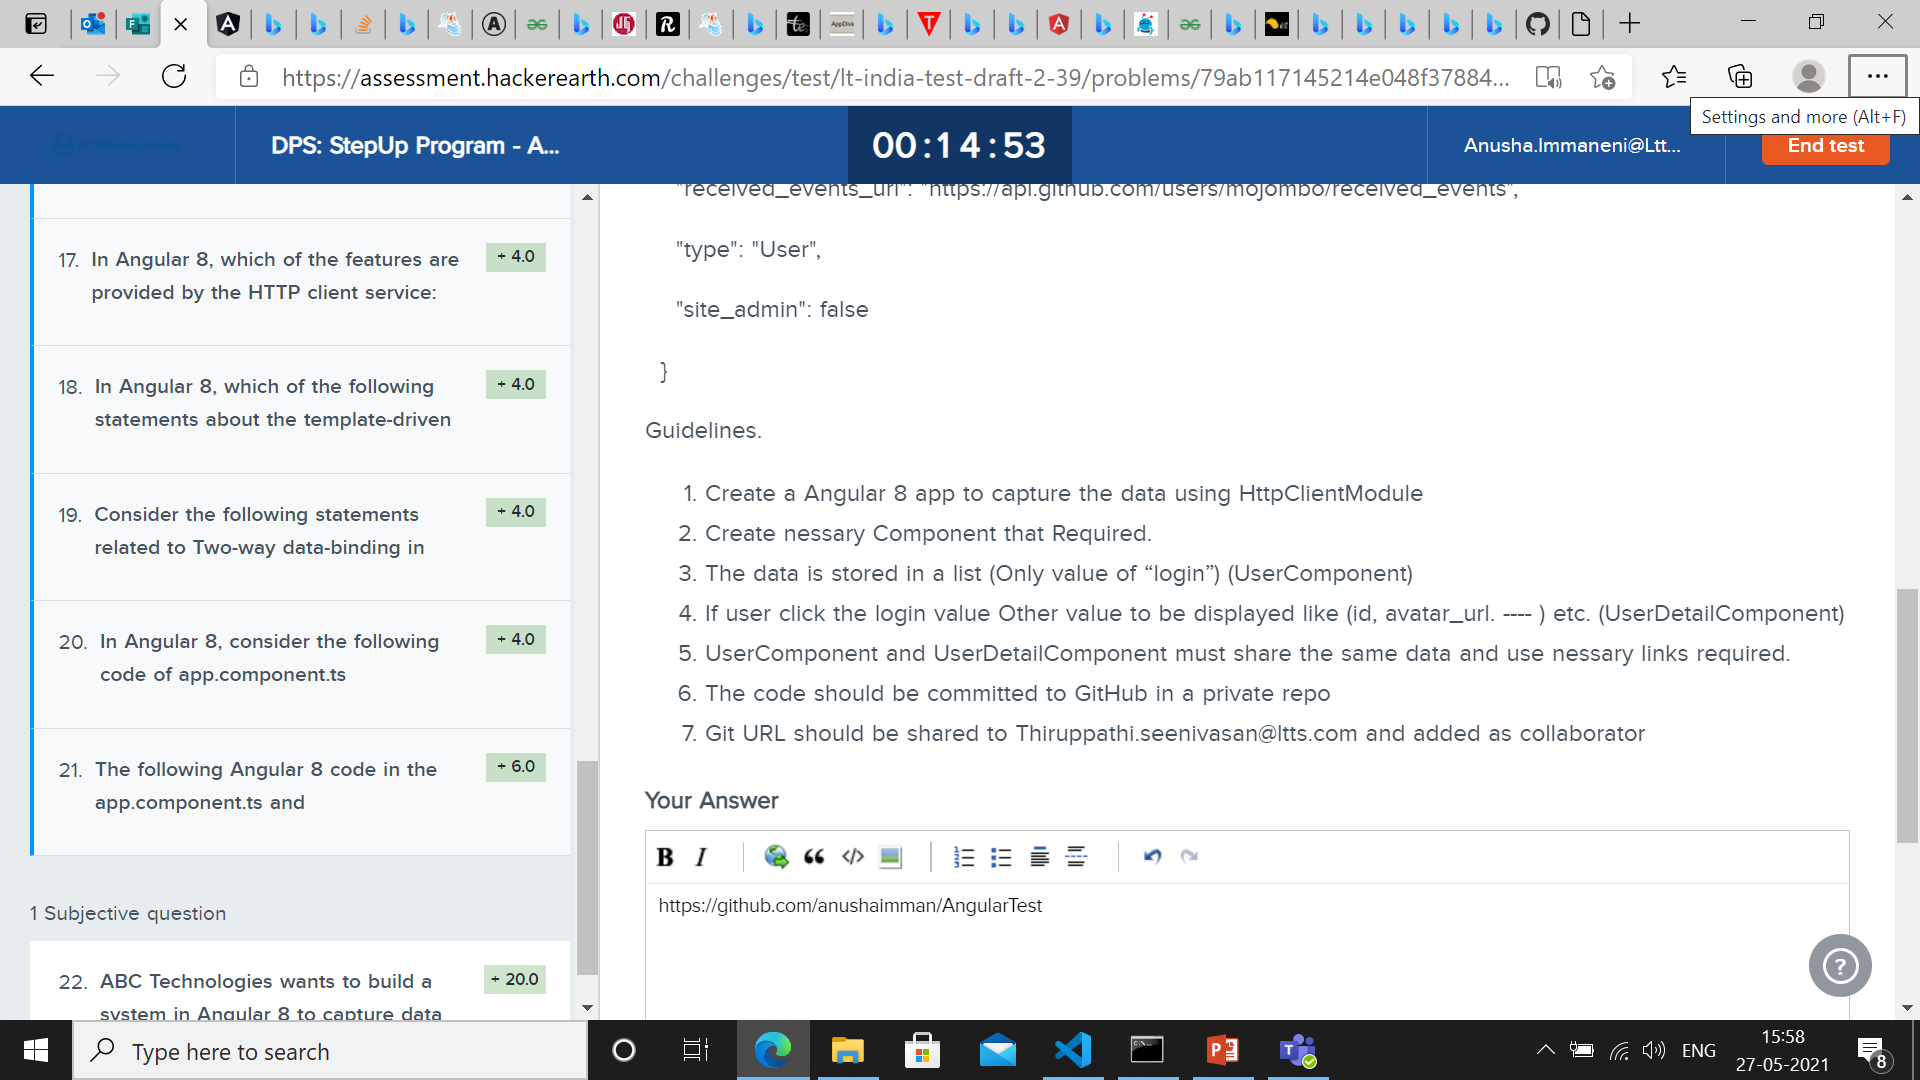 https://assessment.hackerearth.com/challenges/test/lt-india-test-draft-2-39/problems/79ab117145214e048f37884...
Settings and more (Alt+F)
DPS: StepUp Program - A...
00:14:53
Anusha.Immaneni@Ltt...
End test
17. In Angular 8, which of the features are + 4.0
provided by the HTTP client service:
18. In Angular 8, which of the following + 4.0
statements about the template-driven
19. Consider the following statements + 4.0
related to Two-way data-binding in
20. In Angular 8, consider the following + 4.0
code of app.component.ts
21. The following Angular 8 code in the + 6.0
app.component.ts and
1 Subjective question
22. ABC Technologies wants to build a + 20.0
system in Angular 8 to capture data
"received_events_url": "https://api.github.com/users/mojombo/received_events",
"type": "User",
"site_admin": false
}
Guidelines.
1. Create a Angular 8 app to capture the data using HttpClientModule
2. Create nessary Component that Required.
3. The data is stored in a list (Only value of “login”) (UserComponent)
4. If user click the login value Other value to be displayed like (id, avatar_url. ---- ) etc. (UserDetailComponent)
5. UserComponent and UserDetailComponent must share the same data and use nessary links required.
6. The code should be committed to GitHub in a private repo
7. Git URL should be shared to Thiruppathi.seenivasan@ltts.com and added as collaborator
Your Answer
B I
https://github.com/anushaimman/AngularTest
?
Type here to search
ENG
15:58
27-05-2021
8